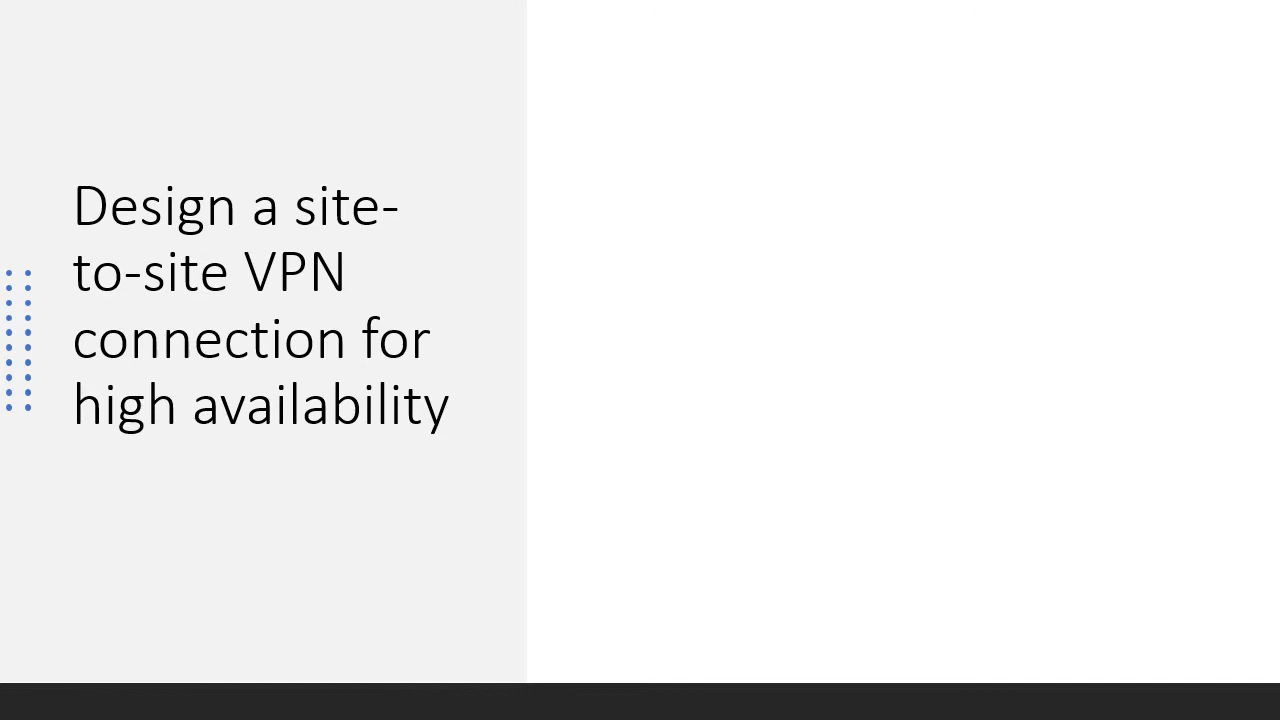 Design a site-
to-site VPN
connection for
high availability